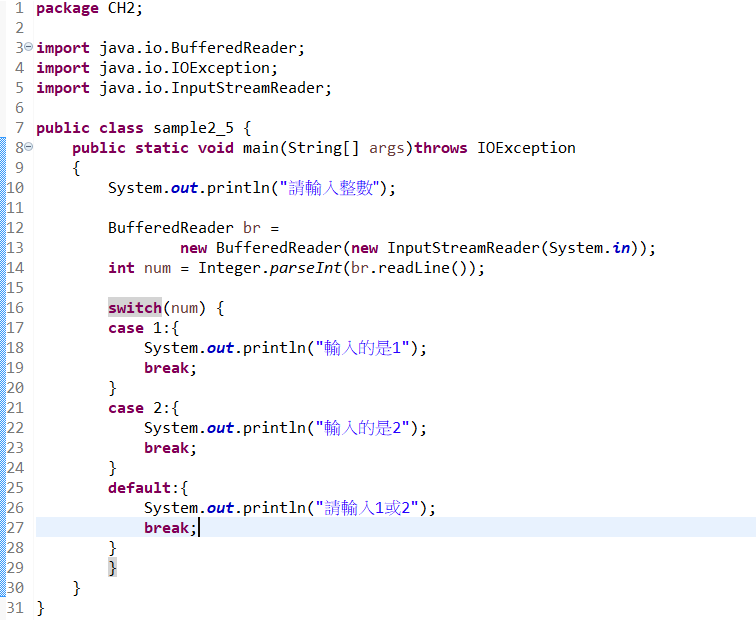 1 package CH2;
2
3 import java.io.BufferedReader;
4 import java.io.IOException;
5 import java.io.InputStreamReader;
6
7 public class sample2_5 {
8     public static void main(String[] args)throws IOException
9     {
10         System.out.println("請輸入整數");
11
12         BufferedReader br =
13                 new BufferedReader(new InputStreamReader(System.in));
14         int num = Integer.parseInt(br.readLine());
15
16         switch(num) {
17         case 1:{
18             System.out.println("輸入的是1");
19             break;
20         }
21         case 2:{
22             System.out.println("輸入的是2");
23             break;
24         }
25         default:{
26             System.out.println("請輸入1或2");
27             break;
28         }
29         }
30     }
31 }